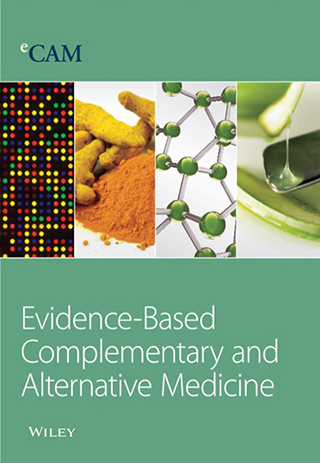 eCAM
Evidence-Based
Complementary and
Alternative Medicine
WILEY